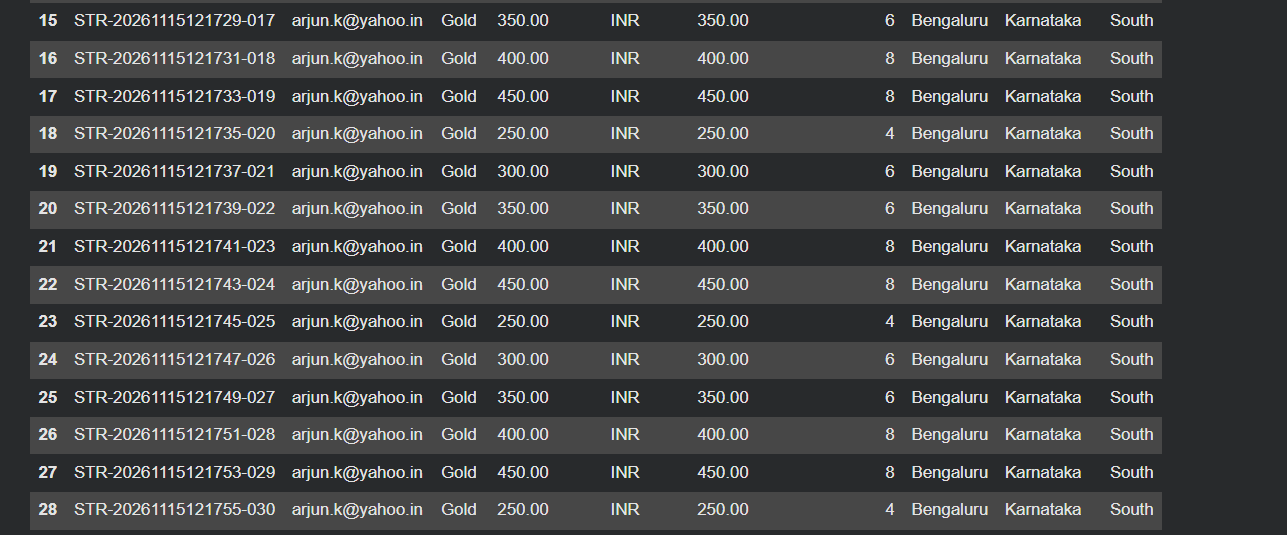 15 STR-20261115121729-017 arjun.k@yahoo.in Gold 350.00 INR 350.00 6 Bengaluru Karnataka South
16 STR-20261115121731-018 arjun.k@yahoo.in Gold 400.00 INR 400.00 8 Bengaluru Karnataka South
17 STR-20261115121733-019 arjun.k@yahoo.in Gold 450.00 INR 450.00 8 Bengaluru Karnataka South
18 STR-20261115121735-020 arjun.k@yahoo.in Gold 250.00 INR 250.00 4 Bengaluru Karnataka South
19 STR-20261115121737-021 arjun.k@yahoo.in Gold 300.00 INR 300.00 6 Bengaluru Karnataka South
20 STR-20261115121739-022 arjun.k@yahoo.in Gold 350.00 INR 350.00 6 Bengaluru Karnataka South
21 STR-20261115121741-023 arjun.k@yahoo.in Gold 400.00 INR 400.00 8 Bengaluru Karnataka South
22 STR-20261115121743-024 arjun.k@yahoo.in Gold 450.00 INR 450.00 8 Bengaluru Karnataka South
23 STR-20261115121745-025 arjun.k@yahoo.in Gold 250.00 INR 250.00 4 Bengaluru Karnataka South
24 STR-20261115121747-026 arjun.k@yahoo.in Gold 300.00 INR 300.00 6 Bengaluru Karnataka South
25 STR-20261115121749-027 arjun.k@yahoo.in Gold 350.00 INR 350.00 6 Bengaluru Karnataka South
26 STR-20261115121751-028 arjun.k@yahoo.in Gold 400.00 INR 400.00 8 Bengaluru Karnataka South
27 STR-20261115121753-029 arjun.k@yahoo.in Gold 450.00 INR 450.00 8 Bengaluru Karnataka South
28 STR-20261115121755-030 arjun.k@yahoo.in Gold 250.00 INR 250.00 4 Bengaluru Karnataka South